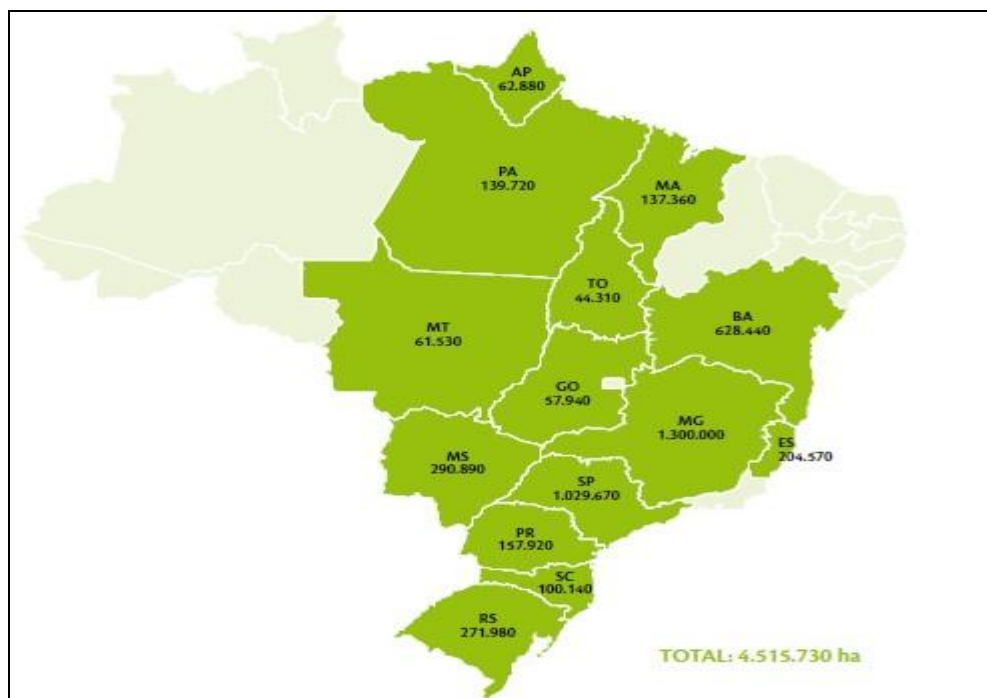 AP
62.880
PA
139.720
MA
137.360
TO
44.310
BA
628.440
MT
61.530
GO
57.940
MG
1.300.000
ES
204.570
MS
290.890
SP
1.029.670
PR
157.920
SC
100.140
RS
271.980
TOTAL: 4.515.730 ha